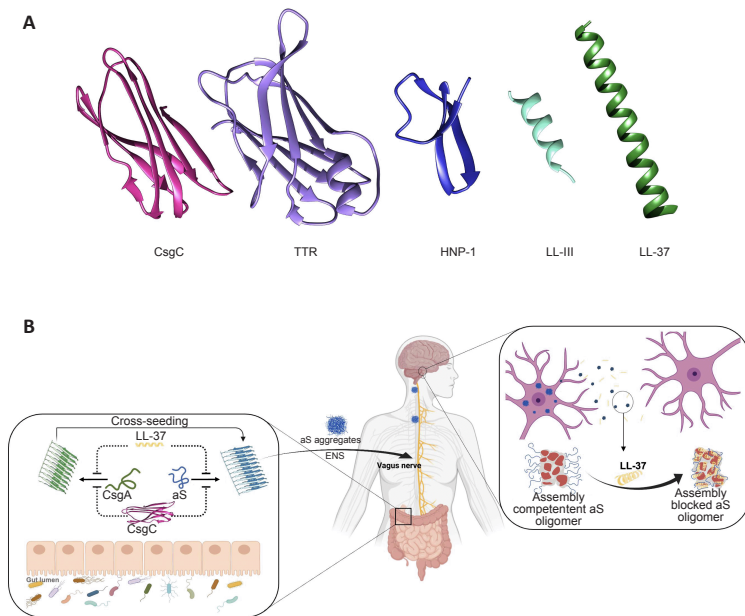 A
CsgC
TTR
HNP-1
LL-III
LL-37
B
Cross-seeding
LL-37
CsgA
aS
CsgC
Gut lumen
aS aggregates
ENS
Vagus nerve
LL-37
Assembly
competentent aS
oligomer
Assembly
blocked aS
oligomer